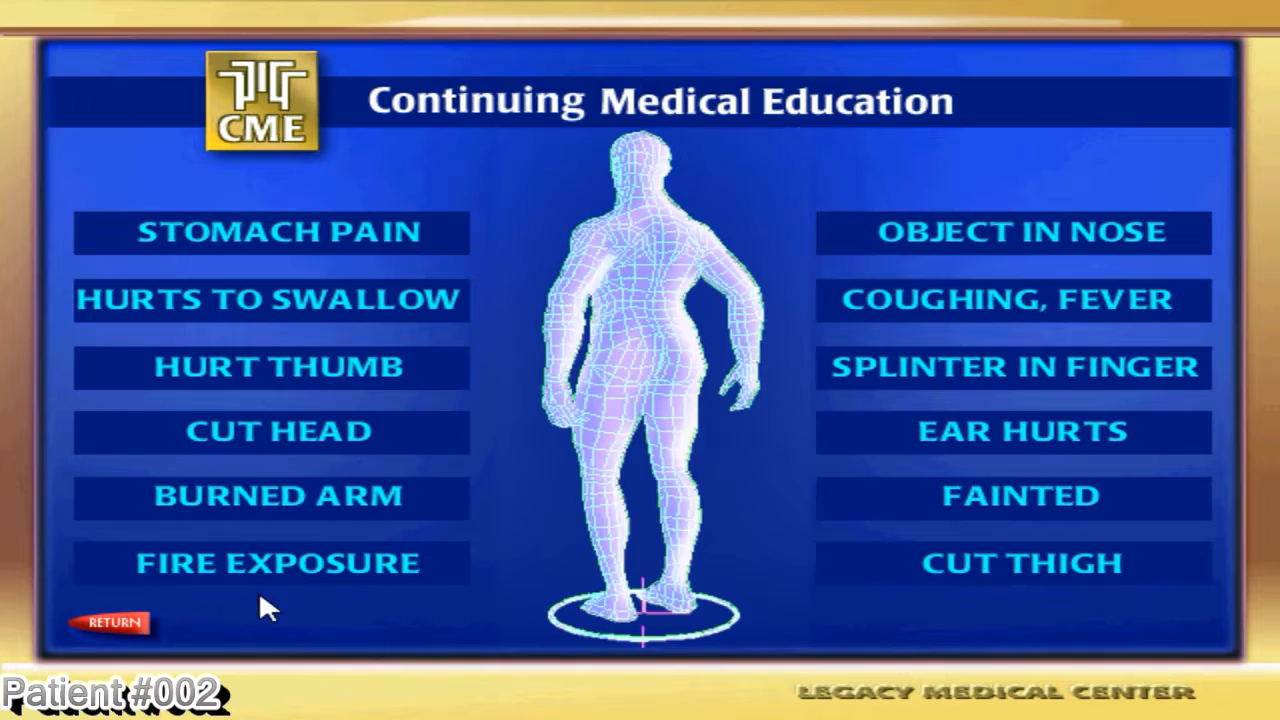 CME
Continuing Medical Education
STOMACH PAIN
HURTS TO SWALLOW
HURT THUMB
CUT HEAD
BURNED ARM
FIRE EXPOSURE
OBJECT IN NOSE
COUGHING, FEVER
SPLINTER IN FINGER
EAR HURTS
FAINTED
CUT THIGH
RETURN
Patient #002
LEGACY MEDICAL CENTER